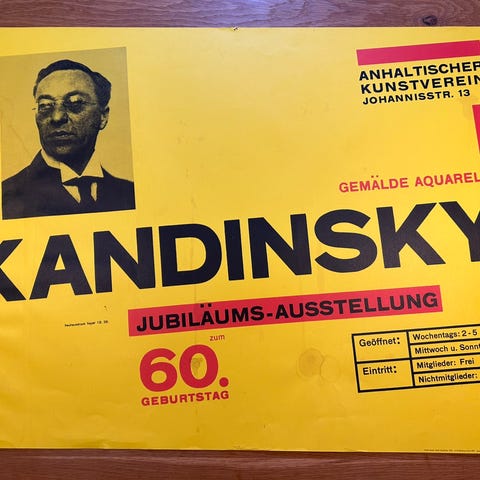 ANHALTISCHER
KUNSTVEREIN
JOHANNISSTR. 13
GEMÄLDE AQUAREL
KANDINSKY
JUBILÄUMS-AUSSTELLUNG
zum
60.
GEBURTSTAG
Geöffnet:
Wochentags: 2-5
Mittwoch u. Sonnt
Eintritt:
Mitglieder: Frei
Nichtmitglieder: